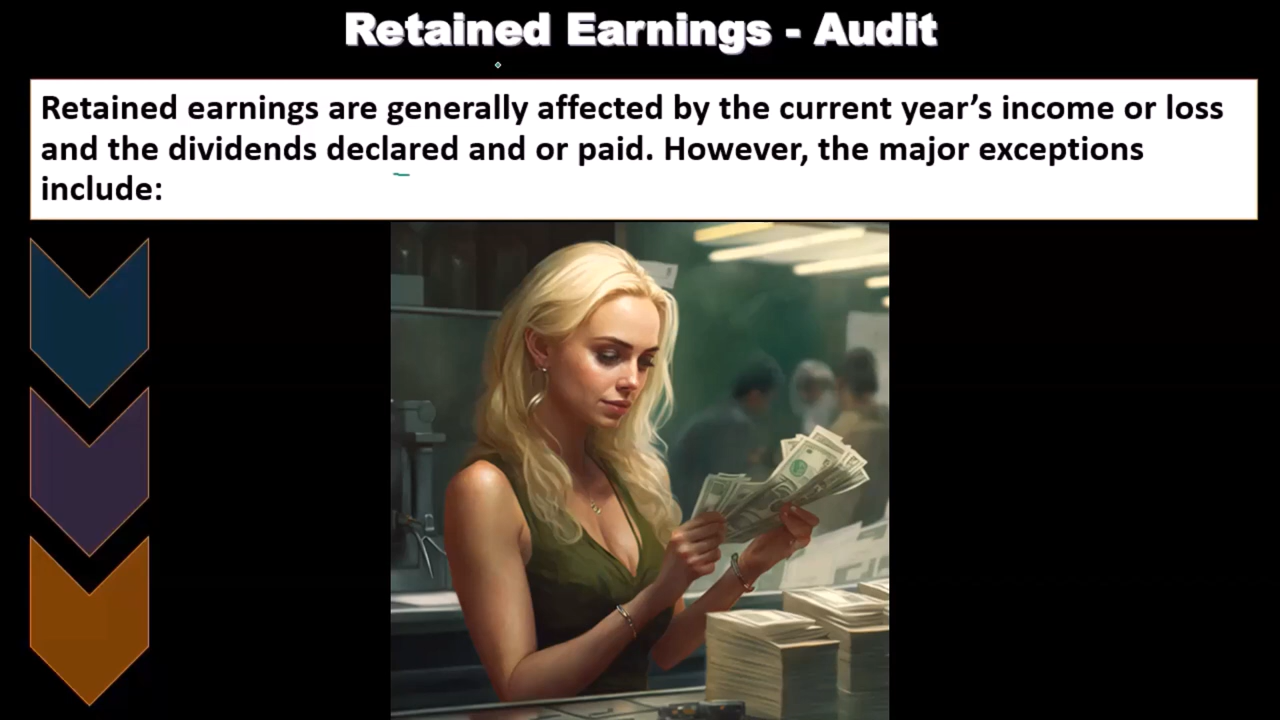 Retained Earnings - Audit
Retained earnings are generally affected by the current year’s income or loss
and the dividends declared and or paid. However, the major exceptions
include: